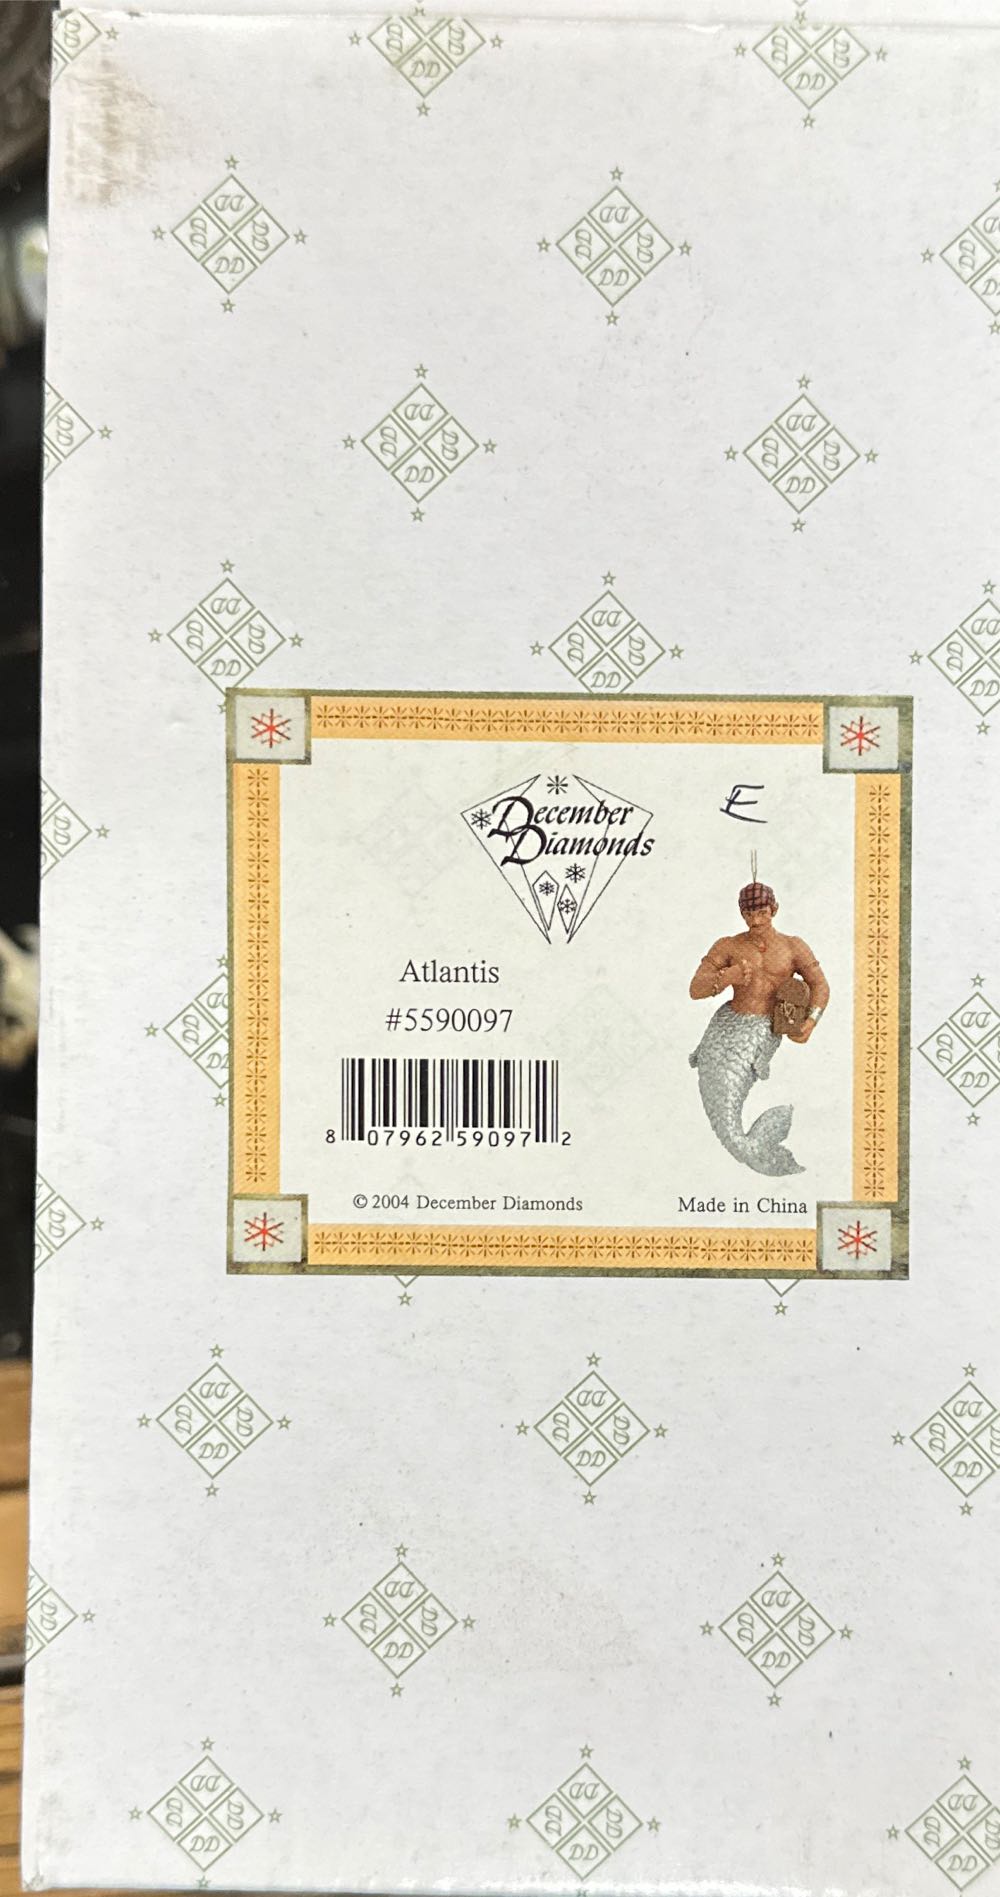 December
Diamonds
E
Atlantis
#5590097
8 07962 59097 2
© 2004 December Diamonds
Made in China